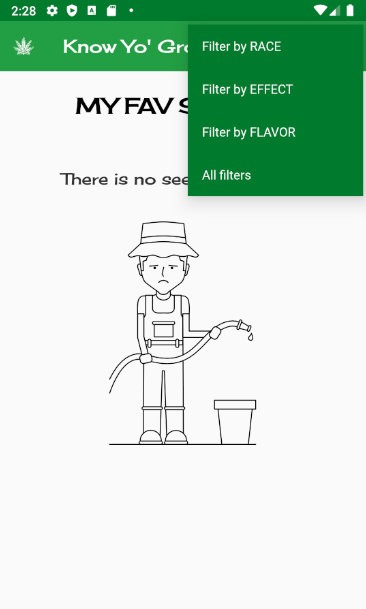 2:28
Know Yo' Gro
MY FAV S
There is no see
Filter by RACE
Filter by EFFECT
Filter by FLAVOR
All filters